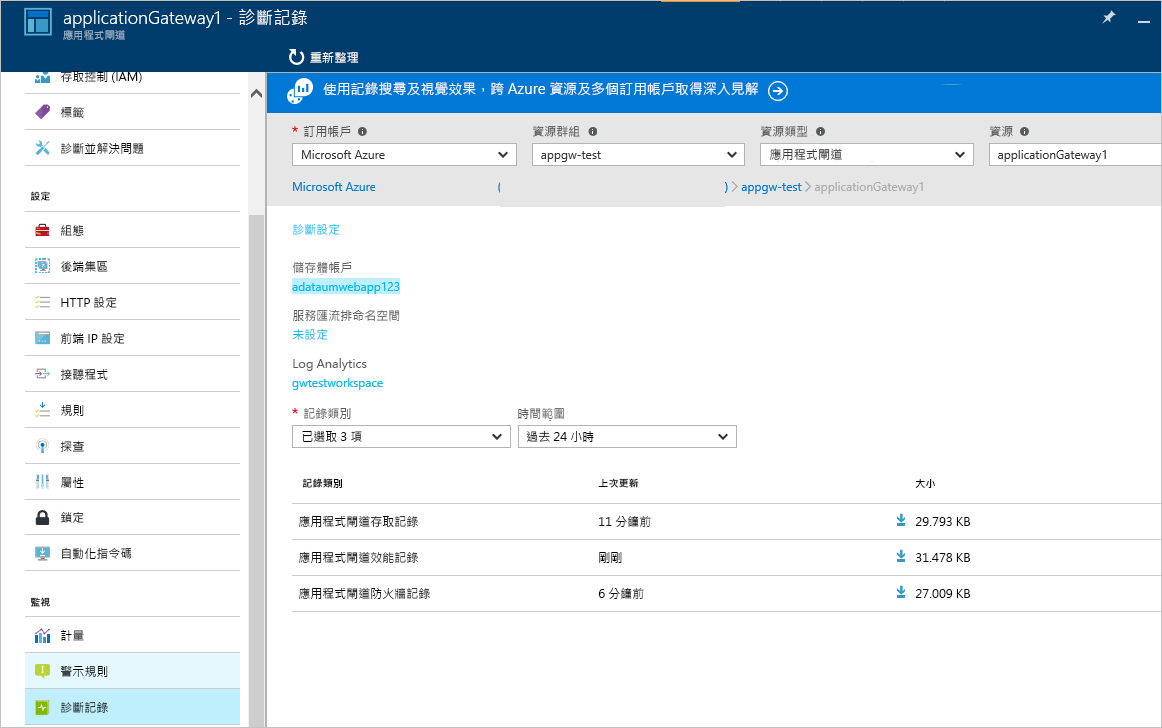 applicationGateway1 - 診斷記錄
應用程式閘道
重新整理
存取控制 (IAM)
標籤
診斷並解決問題
設定
組態
後端集區
HTTP 設定
前端 IP 設定
接聽程式
規則
探查
屬性
鎖定
自動化指令碼
監視
計量
警示規則
診斷記錄
使用記錄搜尋及視覺效果，跨 Azure 資源及多個訂用帳戶取得深入見解
* 訂用帳戶 資源群組 資源類型 資源
Microsoft Azure appgw-test 應用程式閘道 applicationGateway1
Microsoft Azure ( ) > appgw-test > applicationGateway1
診斷設定
儲存體帳戶
adataumwebapp123
服務匯流排命名空間
未設定
Log Analytics
gwtestworkspace
* 記錄類別 時間範圍
已選取 3 項 過去 24 小時
記錄類別 上次更新 大小
應用程式閘道存取記錄 11 分鐘前 29.793 KB
應用程式閘道效能記錄 剛剛 31.478 KB
應用程式閘道防火牆記錄 6 分鐘前 27.009 KB